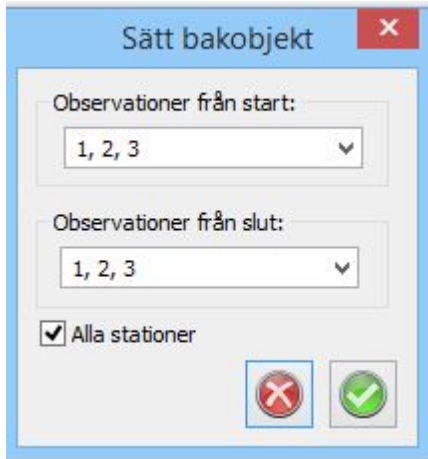 Sätt bakobjekt
Observationer från start:
1, 2, 3
Observationer från slut:
1, 2, 3
Alla stationer